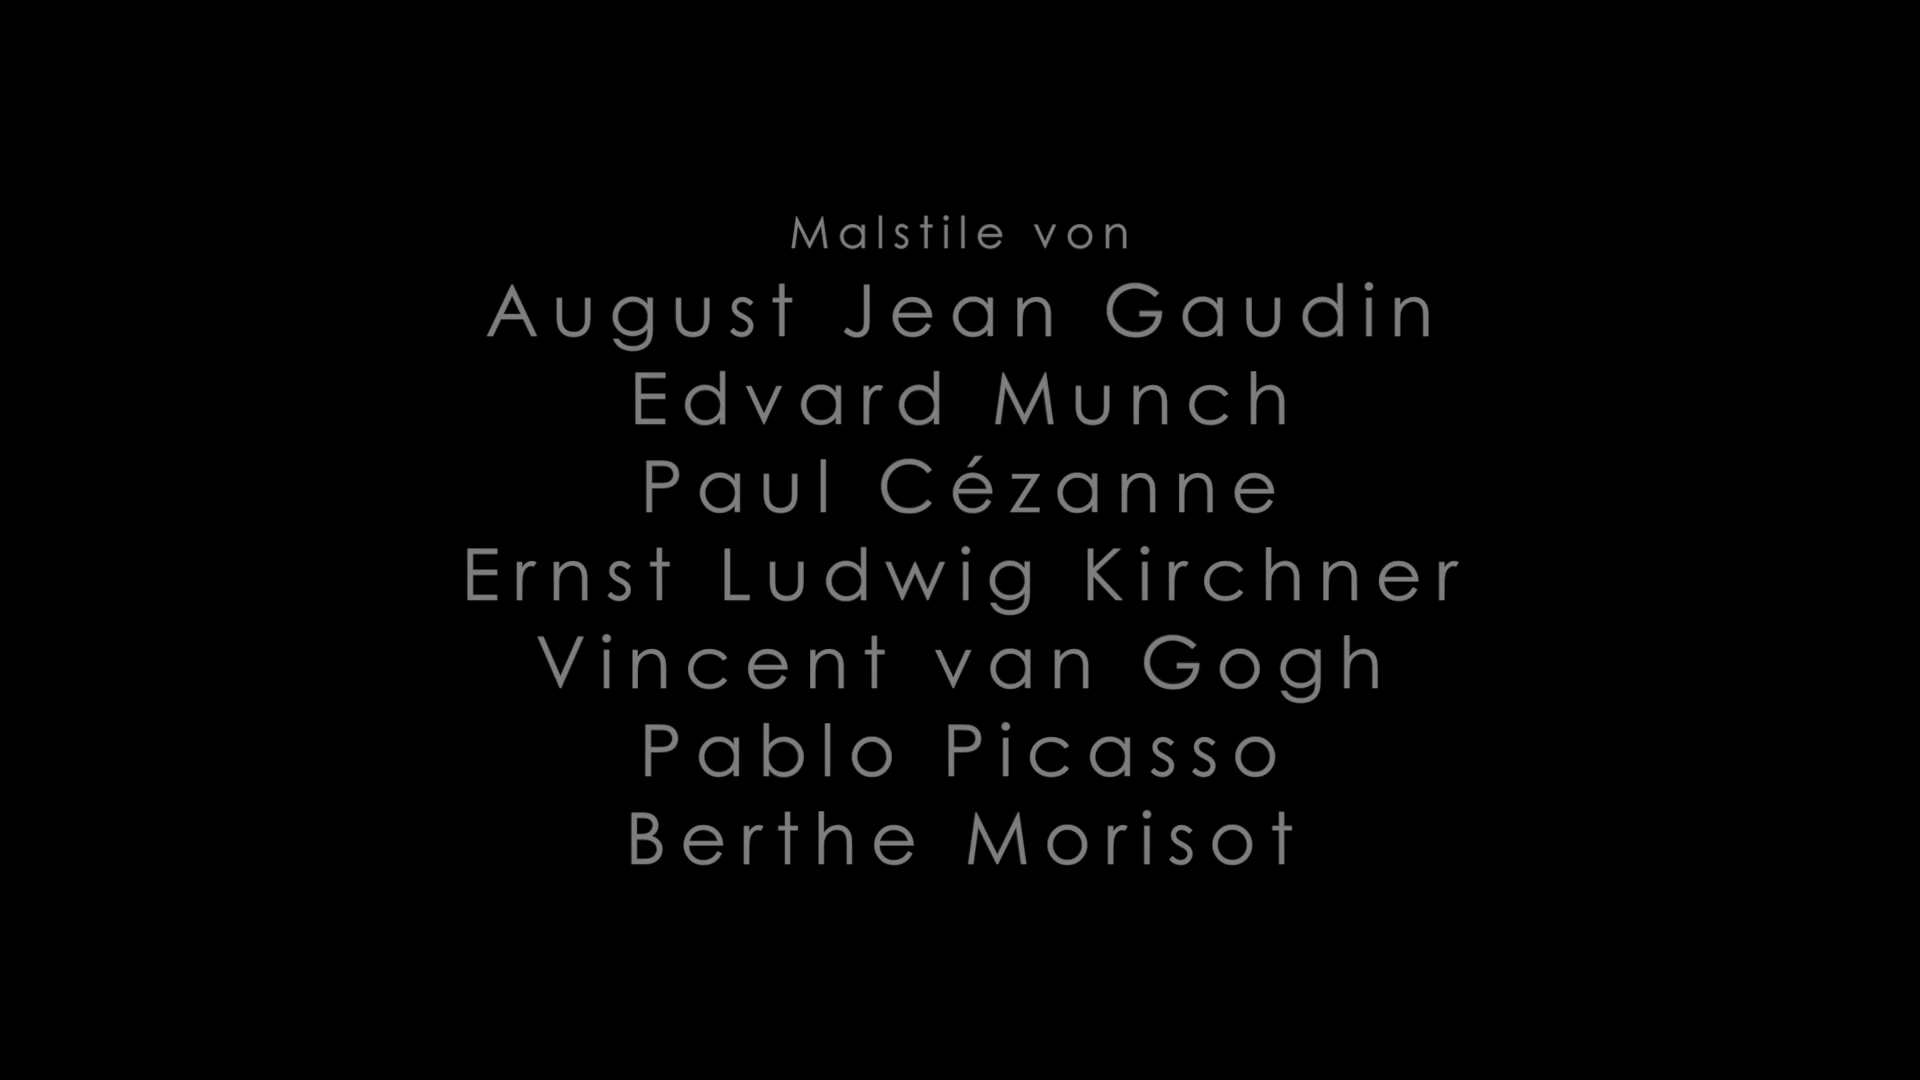 Malstile von
August Jean Gaudin
Edvard Munch
Paul Cézanne
Ernst Ludwig Kirchner
Vincent van Gogh
Pablo Picasso
Berthe Morisot